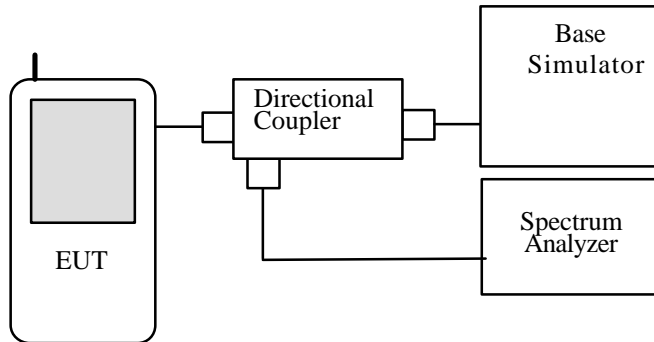 Base
Simulator
Directional
Coupler
Spectrum
Analyzer
EUT